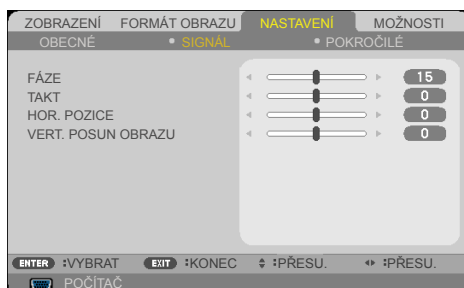 ZOBRAZENÍ FORMÁT OBRAZU NASTAVENÍ MOŽNOSTI
OBECNÉ • SIGNÁL • POKROČILÉ
FÁZE 15
TAKT 0
HOR. POZICE 0
VERT. POSUN OBRAZU 0
ENTER :VYBRAT EXIT :KONEC :PŘESU. :PŘESU.
POČÍTAČ